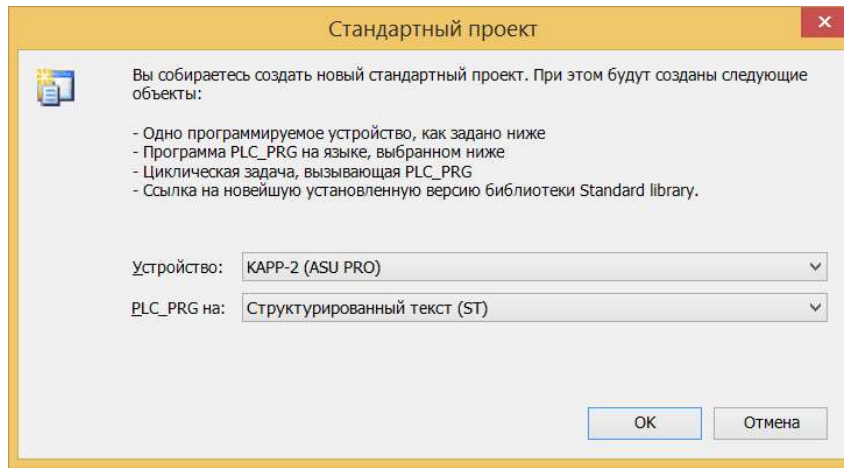 Стандартный проект
Вы собираетесь создать новый стандартный проект. При этом будут созданы следующие
объекты:
- Одно программируемое устройство, как задано ниже
- Программа PLC_PRG на языке, выбранном ниже
- Циклическая задача, вызывающая PLC_PRG
- Ссылка на новейшую установленную версию библиотеки Standard library.
Устройство: КАРР-2 (ASU PRO)
PLC_PRG на: Структурированный текст (ST)
OK Отмена